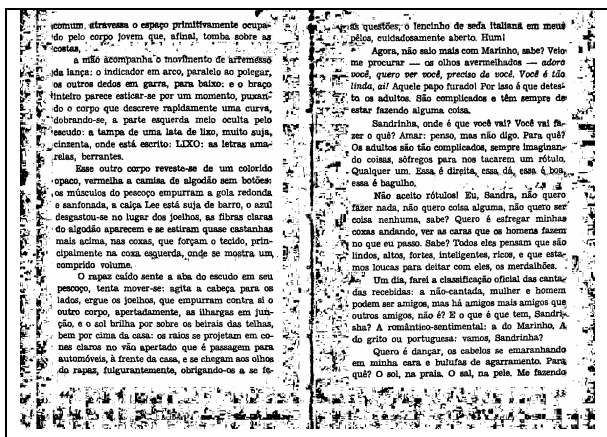 comum, atravessa o espaço primitivamente ocupa-
do pelo corpo jovem que, afinal, tomba sobre as
costas.
a mão acompanha o movimento de arremesso
da lança: o indicador em arco, paralelo ao polegar,
os outros dedos em garra, para baixo: e o braço
inteiro parece esticar-se por um momento, puxan-
do o corpo que descreve rapidamente uma curva,
dobrando-se, a parte esquerda meio oculta pelo
escudo: a tampa de uma lata de lixo, muito suja,
cinzenta, onde está escrito: LIXO: as letras ama-
relas, berrantes.
Esse outro corpo reveste-se de um colorido
opaco, vermelha a camisa de algodão sem botões:
os músculos do pescoço empurram a gola redonda
e sanfonada, a calça Lee está suja de barro, o azul
desgastou-se no lugar dos joelhos, as fibras claras
do algodão aparecem e se estiram quase castanhas
mais acima, nas coxas, que forçam o tecido, prin-
cipalmente na coxa esquerda, onde se mostra um
comprido volume.
O rapaz caído sente a aba do escudo em seu
pescoço, tenta mover-se: agita a cabeça para os
lados, ergue os joelhos, que empurram contra si o
outro corpo, apertadamente, as ilhargas em jun-
ção, e o sol brilha por sobre os beirais das telhas,
bem por cima da casa: os raios se projetam em co-
nes claros no vão apertado que é passagem para
automóveis, à frente da casa, e se chegam aos olhos
do rapaz, fulgurantemente, obrigando-os a se fe-
as questões, o lencinho de seda italiana em meus
pêlos, cuidadosamente aberto. Hum!
Agora, não saio mais com Marinho, sabe? Veio
me procurar — os olhos avermelhados — adoro
você, quero ver você, preciso de você. Você é tão
linda, ai! Aquele papo furado! Por isso é que detes-
to os adultos. São complicados e têm sempre de
estar fazendo alguma coisa.
Sandrinha, onde é que você vai? Você vai fa-
zer o quê? Amar: penso, mas não digo. Para quê?
Os adultos são tão complicados, sempre imaginan-
do coisas, sôfregos para nos tacarem um rótulo.
Qualquer um. Essa é direita, essa dá, essa é boa,
essa é bagulho.
Não aceito rótulos! Eu, Sandra, não quero
fazer nada, não quero coisa alguma, não quero ser
coisa nenhuma, sabe? Quero é esfregar minhas
coxas andando, ver as caras que os homens fazem
no que eu passo. Sabe? Todos eles pensam que são
lindos, altos, fortes, inteligentes, ricos, e que esta-
mos loucas para deitar com eles, os merdalhões.
Um dia, farei a classificação oficial das canta-
das recebidas: a não-cantada, mulher e homem
podem ser amigos, mas há amigos mais amigos que
outros amigos, não é? E o que é que tem, Sandri-
sha? A romântico-sentimental: a do Marinho. A
do grito ou portuguesa: vamos, Sandrinha?
Quero é dançar, os cabelos se emaranhando
em minha cara e bulufas de agarramento. Para
quê? O sol, na praia. O sal, na pele. Me fazendo